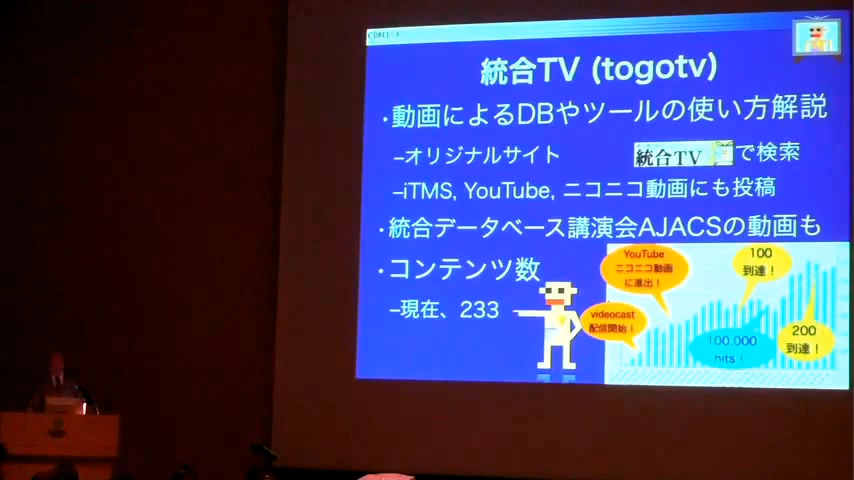 統合TV (togotv)
・動画によるDBやツールの使い方解説
–オリジナルサイト 統合TV で検索
–iTMS, YouTube, ニコニコ動画にも投稿
・統合データベース講演会AJACSの動画も
・コンテンツ数
–現在、233
YouTube
ニコニコ動画
に進出！
100
到達！
videocast
配信開始！
100,000
hits！
200
到達！